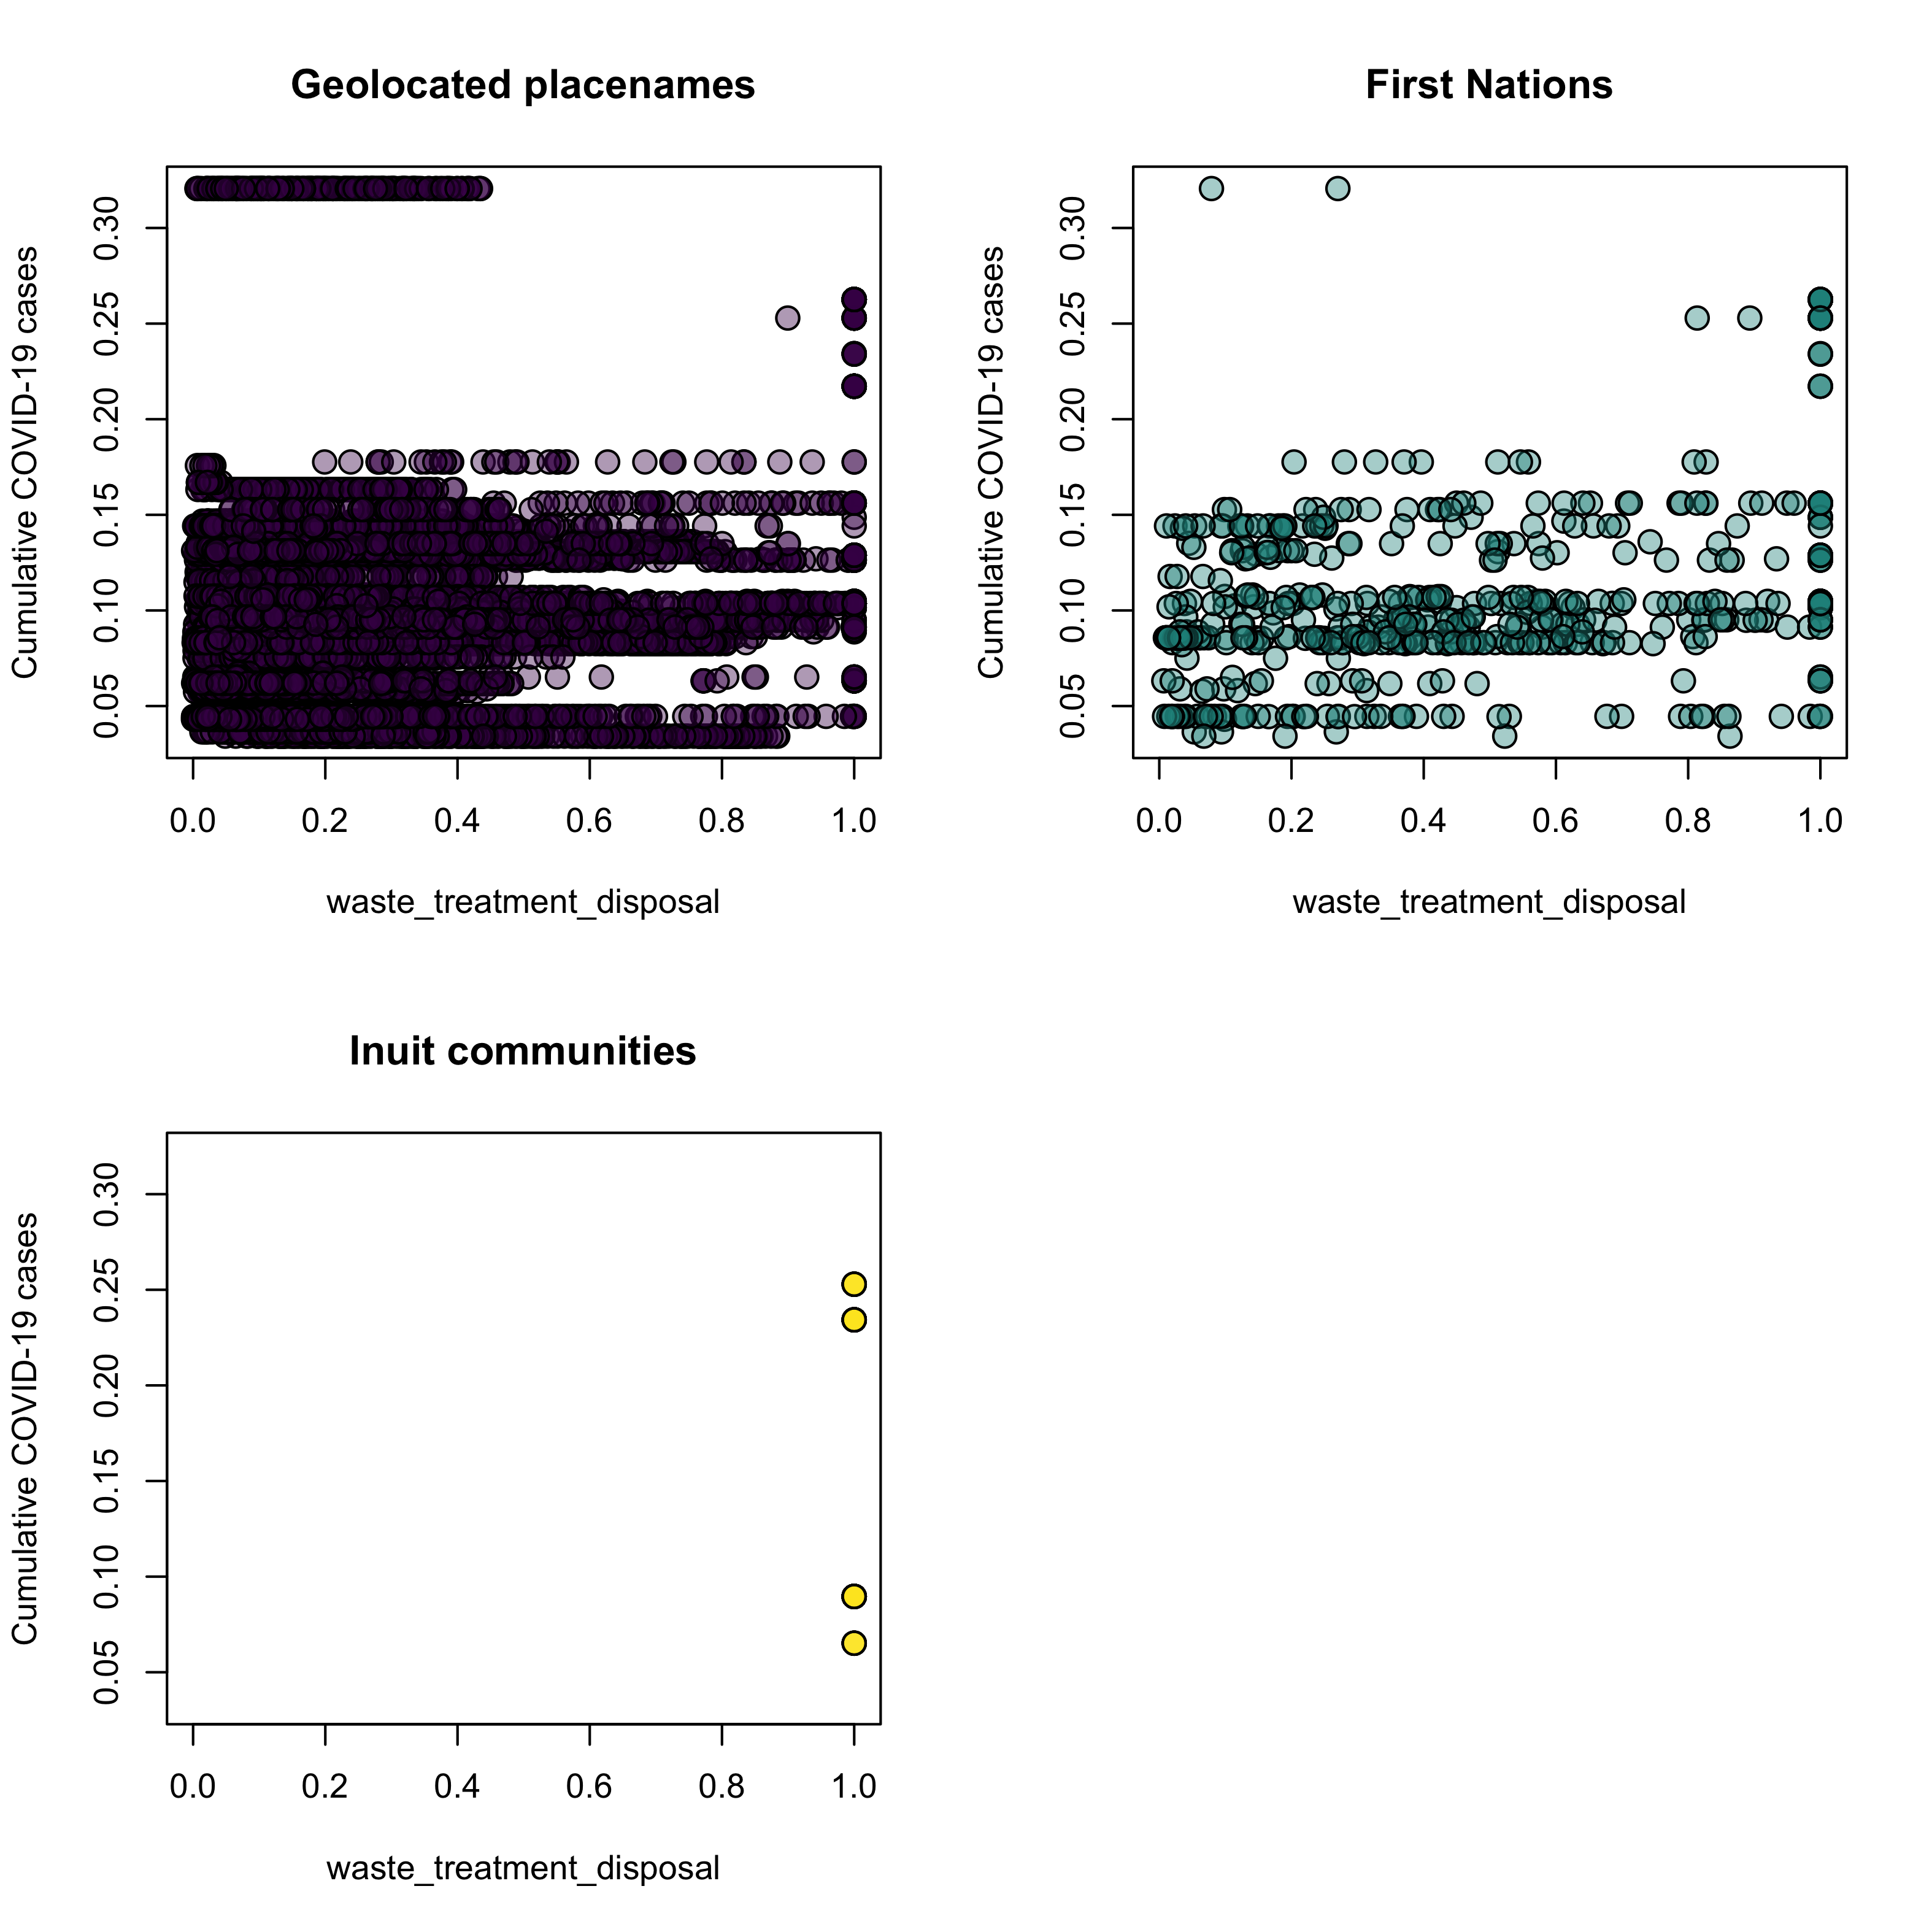 Geolocated placenames
Cumulative COVID-19 cases
0.30
0.25
0.20
0.15
0.10
0.05
0.0 0.2 0.4 0.6 0.8 1.0
waste_treatment_disposal
First Nations
Cumulative COVID-19 cases
0.30
0.25
0.20
0.15
0.10
0.05
0.0 0.2 0.4 0.6 0.8 1.0
waste_treatment_disposal
Inuit communities
Cumulative COVID-19 cases
0.30
0.25
0.20
0.15
0.10
0.05
0.0 0.2 0.4 0.6 0.8 1.0
waste_treatment_disposal